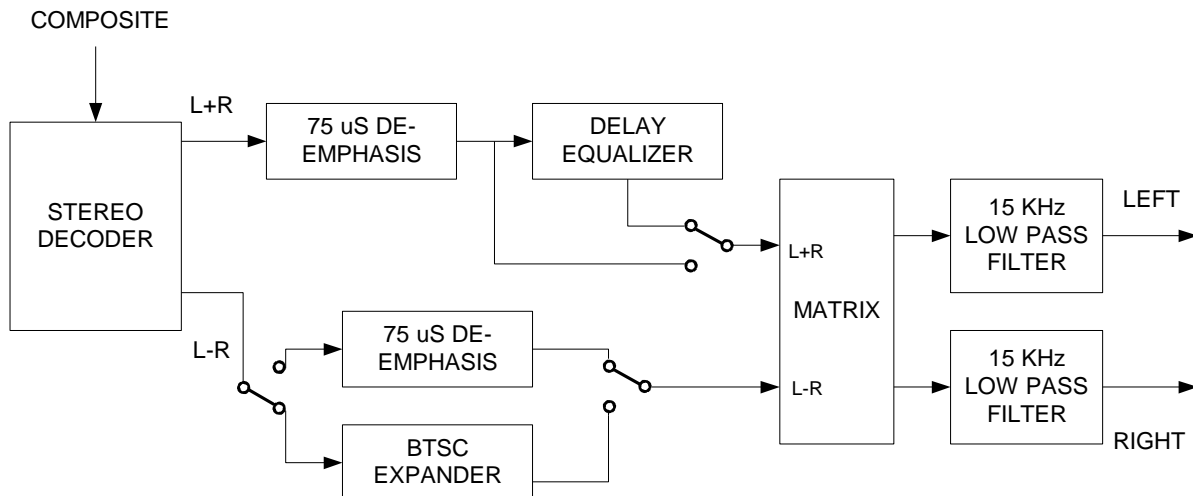 COMPOSITE
L+R
75 uS DE-
EMPHASIS
DELAY
EQUALIZER
STEREO
DECODER
L+R
MATRIX
L-R
15 KHz
LOW PASS
FILTER
LEFT
L-R
75 uS DE-
EMPHASIS
BTSC
EXPANDER
15 KHz
LOW PASS
FILTER
RIGHT